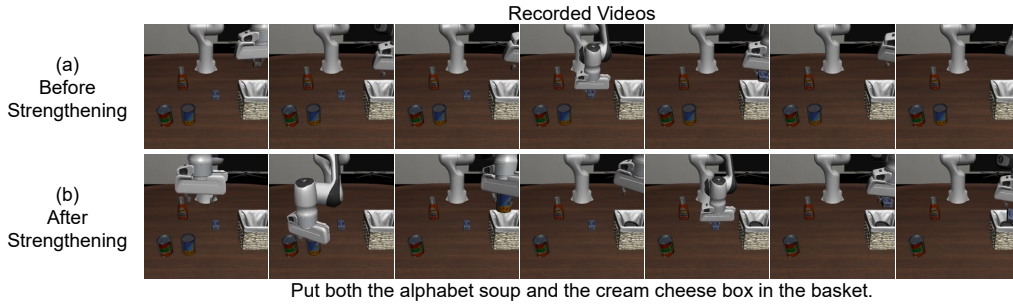 Recorded Videos
(a)
Before
Strengthening
(b)
After
Strengthening
Put both the alphabet soup and the cream cheese box in the basket.